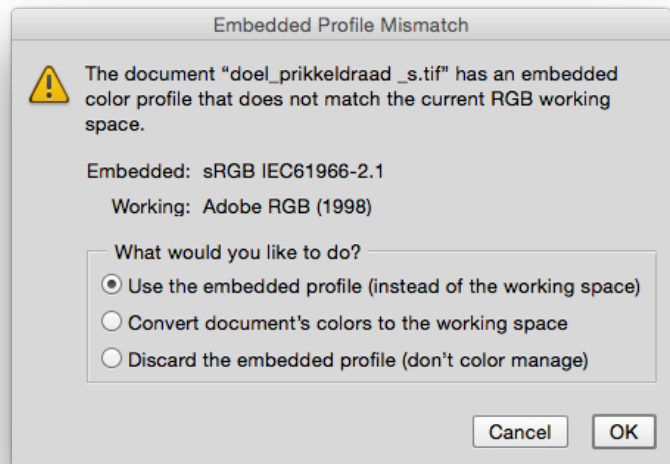 Embedded Profile Mismatch
The document “doel_prikkeldraad _s.tif” has an embedded
color profile that does not match the current RGB working
space.
Embedded: sRGB IEC61966-2.1
Working: Adobe RGB (1998)
What would you like to do?
Use the embedded profile (instead of the working space)
Convert document’s colors to the working space
Discard the embedded profile (don’t color manage)
Cancel OK